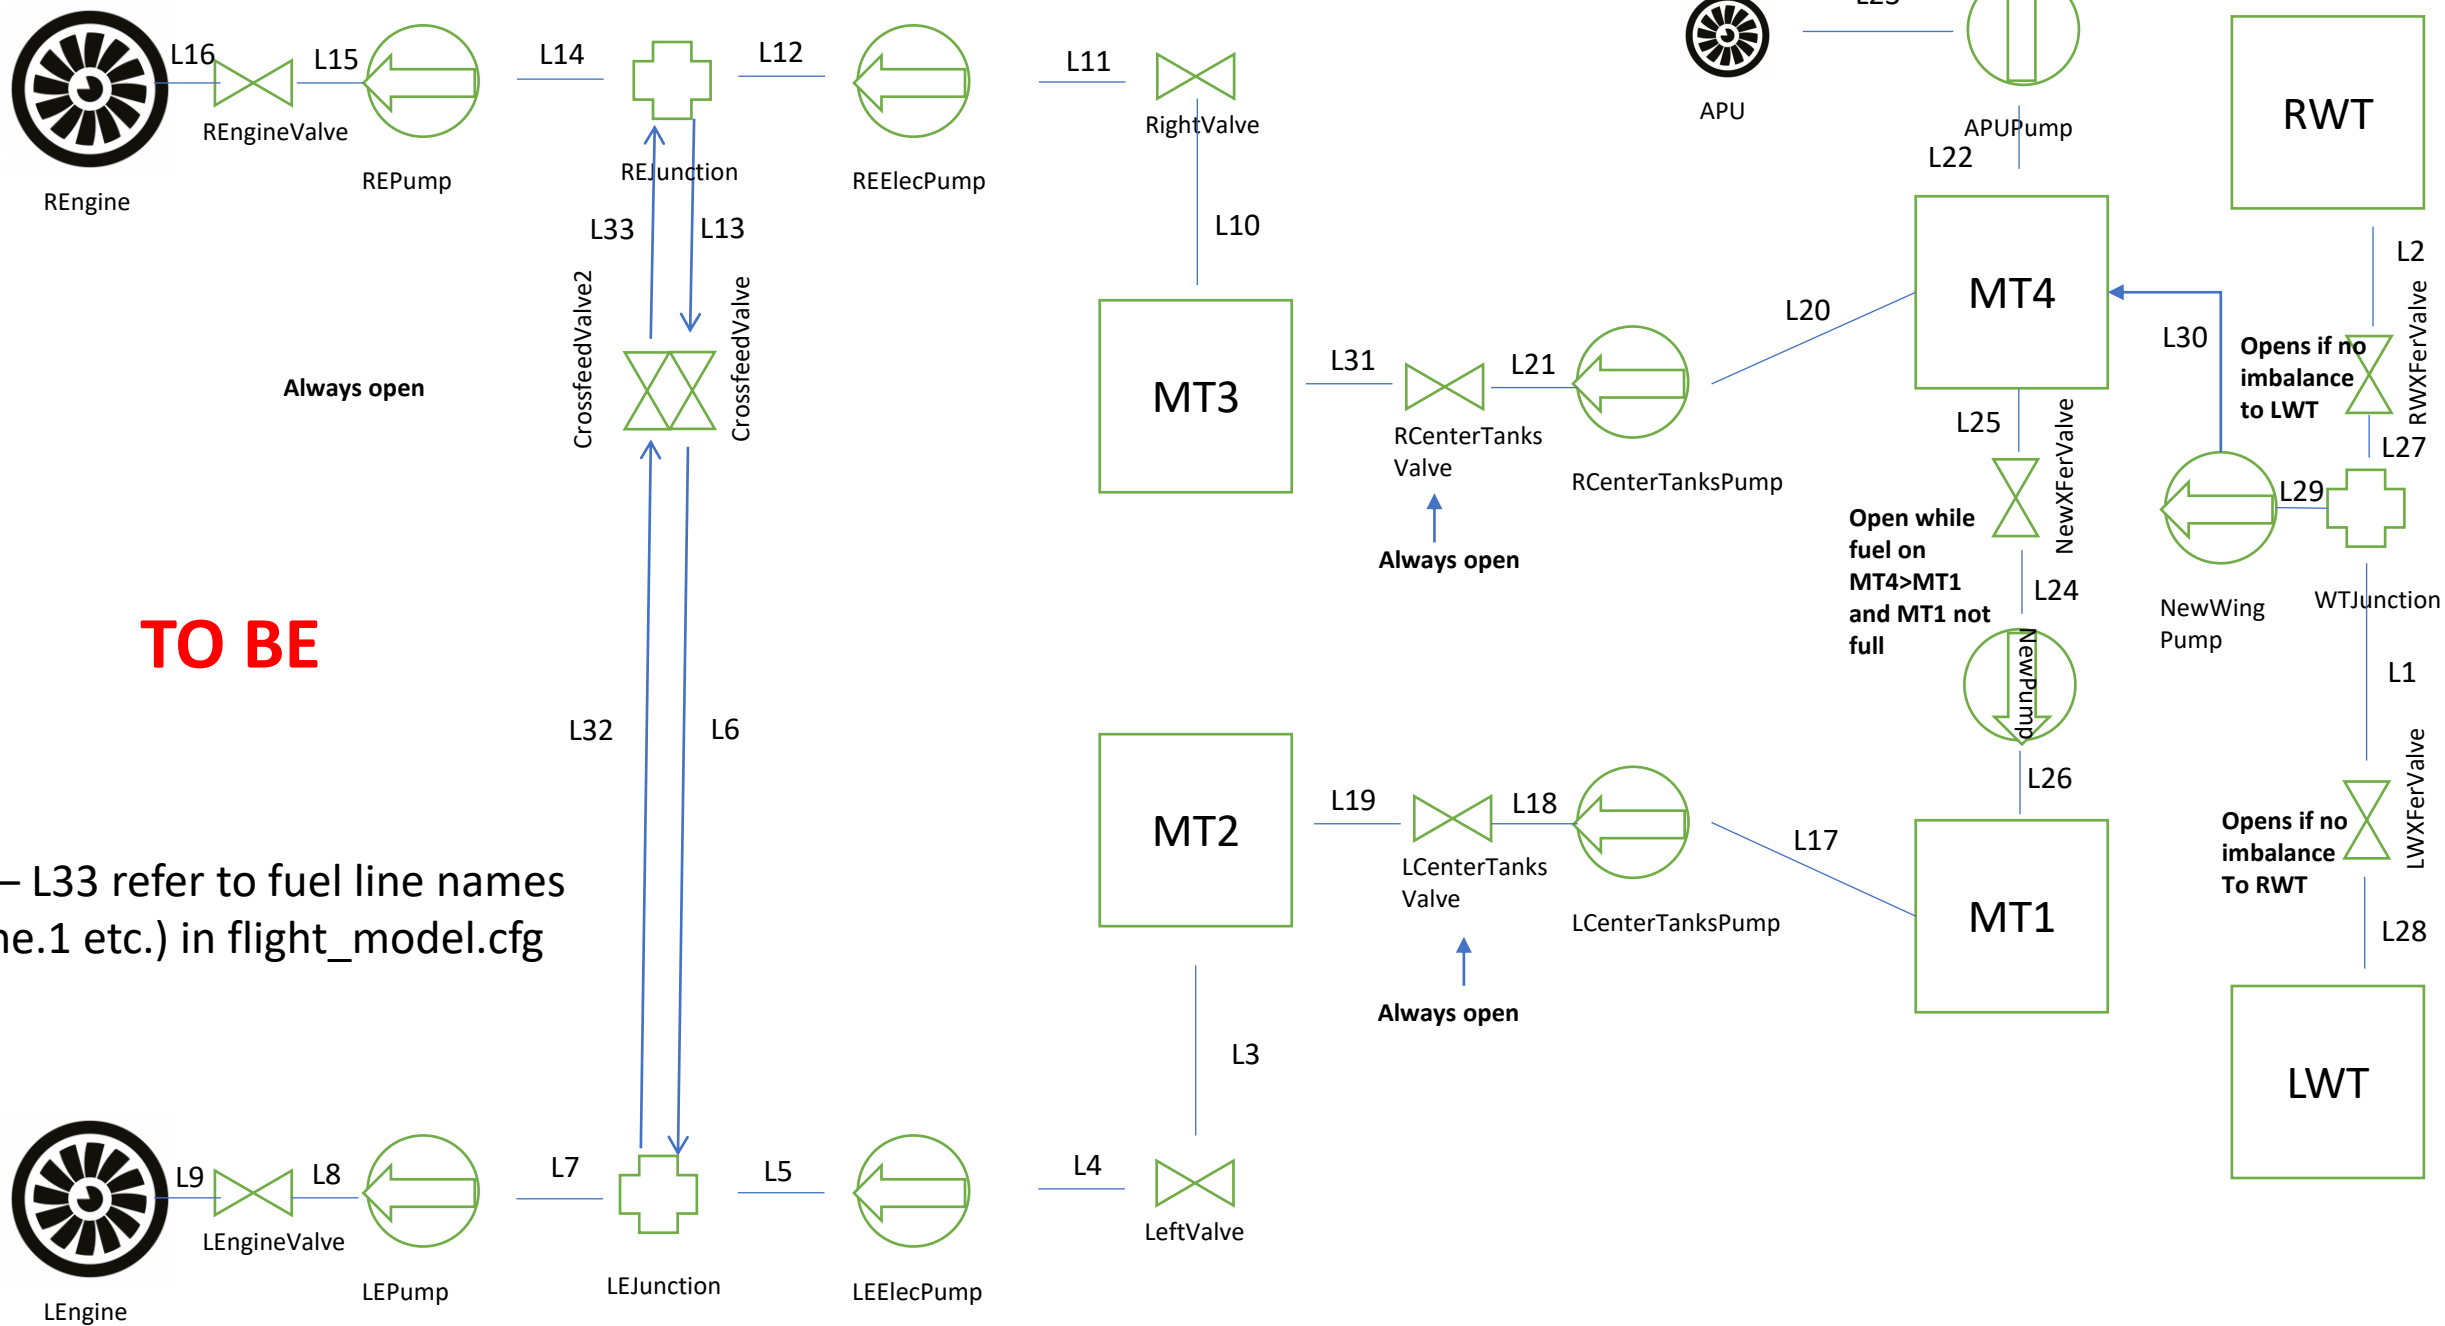 L16
L15
L14
L12
L11
L23
REngineValve
REngine
REPump
REJunction
REElecPump
RightValve
APU
APUPump
RWT
L22
L33
L13
L10
L2
CrossfeedValve2
CrossfeedValve
Always open
MT3
L31
L21
RCenterTanks
Valve
RCenterTanksPump
Always open
L20
MT4
L30
Opens if no
imbalance
to LWT
RWXFerValve
L27
L25
NewXFerValve
Open while
fuel on
MT4>MT1
and MT1 not
full
L24
L29
NewWing
Pump
WTJunction
NewPump
L1
TO BE
L32
L6
MT2
L19
L18
LCenterTanks
Valve
LCenterTanksPump
Always open
L17
L26
MT1
Opens if no
imbalance
To RWT
LWXFerValve
L28
– L33 refer to fuel line names
etc.) in flight_model.cfg
L3
LWT
L9
L8
L7
L5
L4
LEngineValve
LEngine
LEPump
LEJunction
LEElecPump
LeftValve